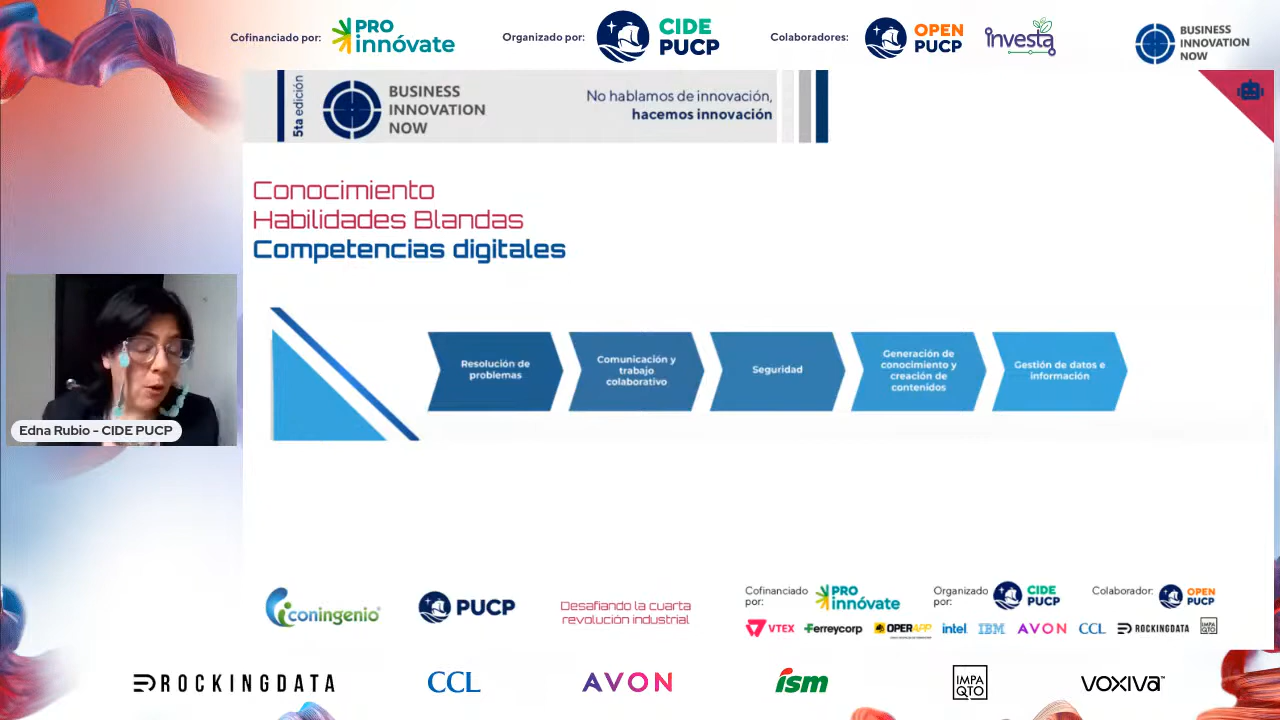 Cofinanciado por:
PRO
innóvate
Organizado por:
CIDE
PUCP
Colaboradores:
OPEN
PUCP
investa
BUSINESS
INNOVATION
NOW
5ta edición
BUSINESS
INNOVATION
NOW
No hablamos de innovación,
hacemos innovación
Conocimiento
Habilidades Blandas
Competencias digitales
Resolución de
problemas
Comunicación y
trabajo
colaborativo
Seguridad
Generación de
conocimiento y
creación de
contenidos
Gestión de datos e
información
Edna Rubio - CIDE PUCP
coningenio
PUCP
Desafiando la cuarta
revolución industrial
Cofinanciado
por:
PRO
innóvate
Organizado
por:
CIDE
PUCP
Colaborador:
OPEN
PUCP
VTEX
Ferreycorp
OPERAPP
intel
IBM
AVON
CCL
ROCKINGDATA
IMPA
QTO
ROCKINGDATA
CCL
AVON
ism
IMPA
QTO
VOXIVA